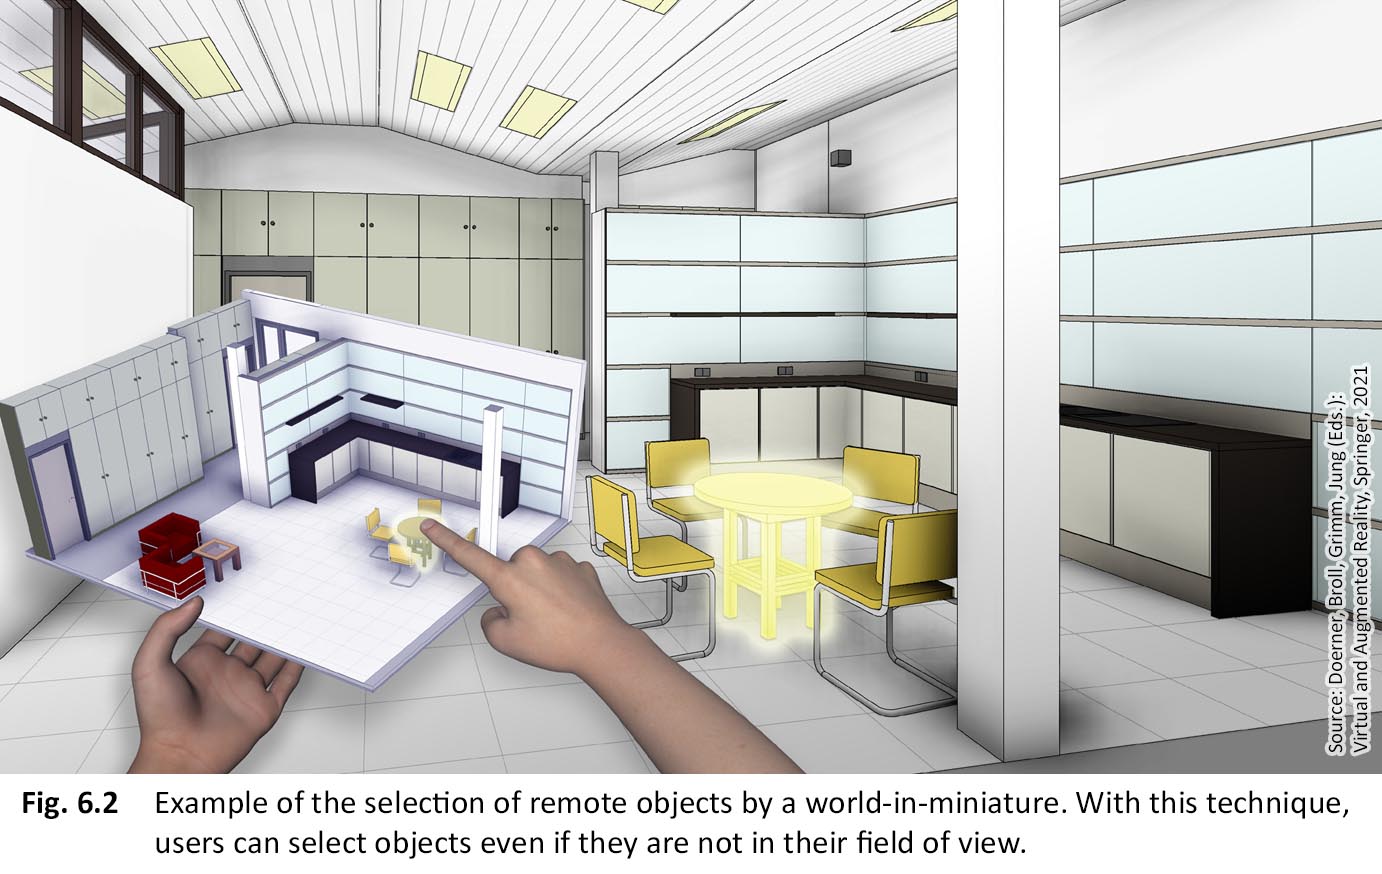 Source: Doerner, Broll, Grimm, Jung (Eds.):
Virtual and Augmented Reality, Springer, 2021
Fig. 6.2 Example of the selection of remote objects by a world-in-miniature. With this technique,
users can select objects even if they are not in their field of view.